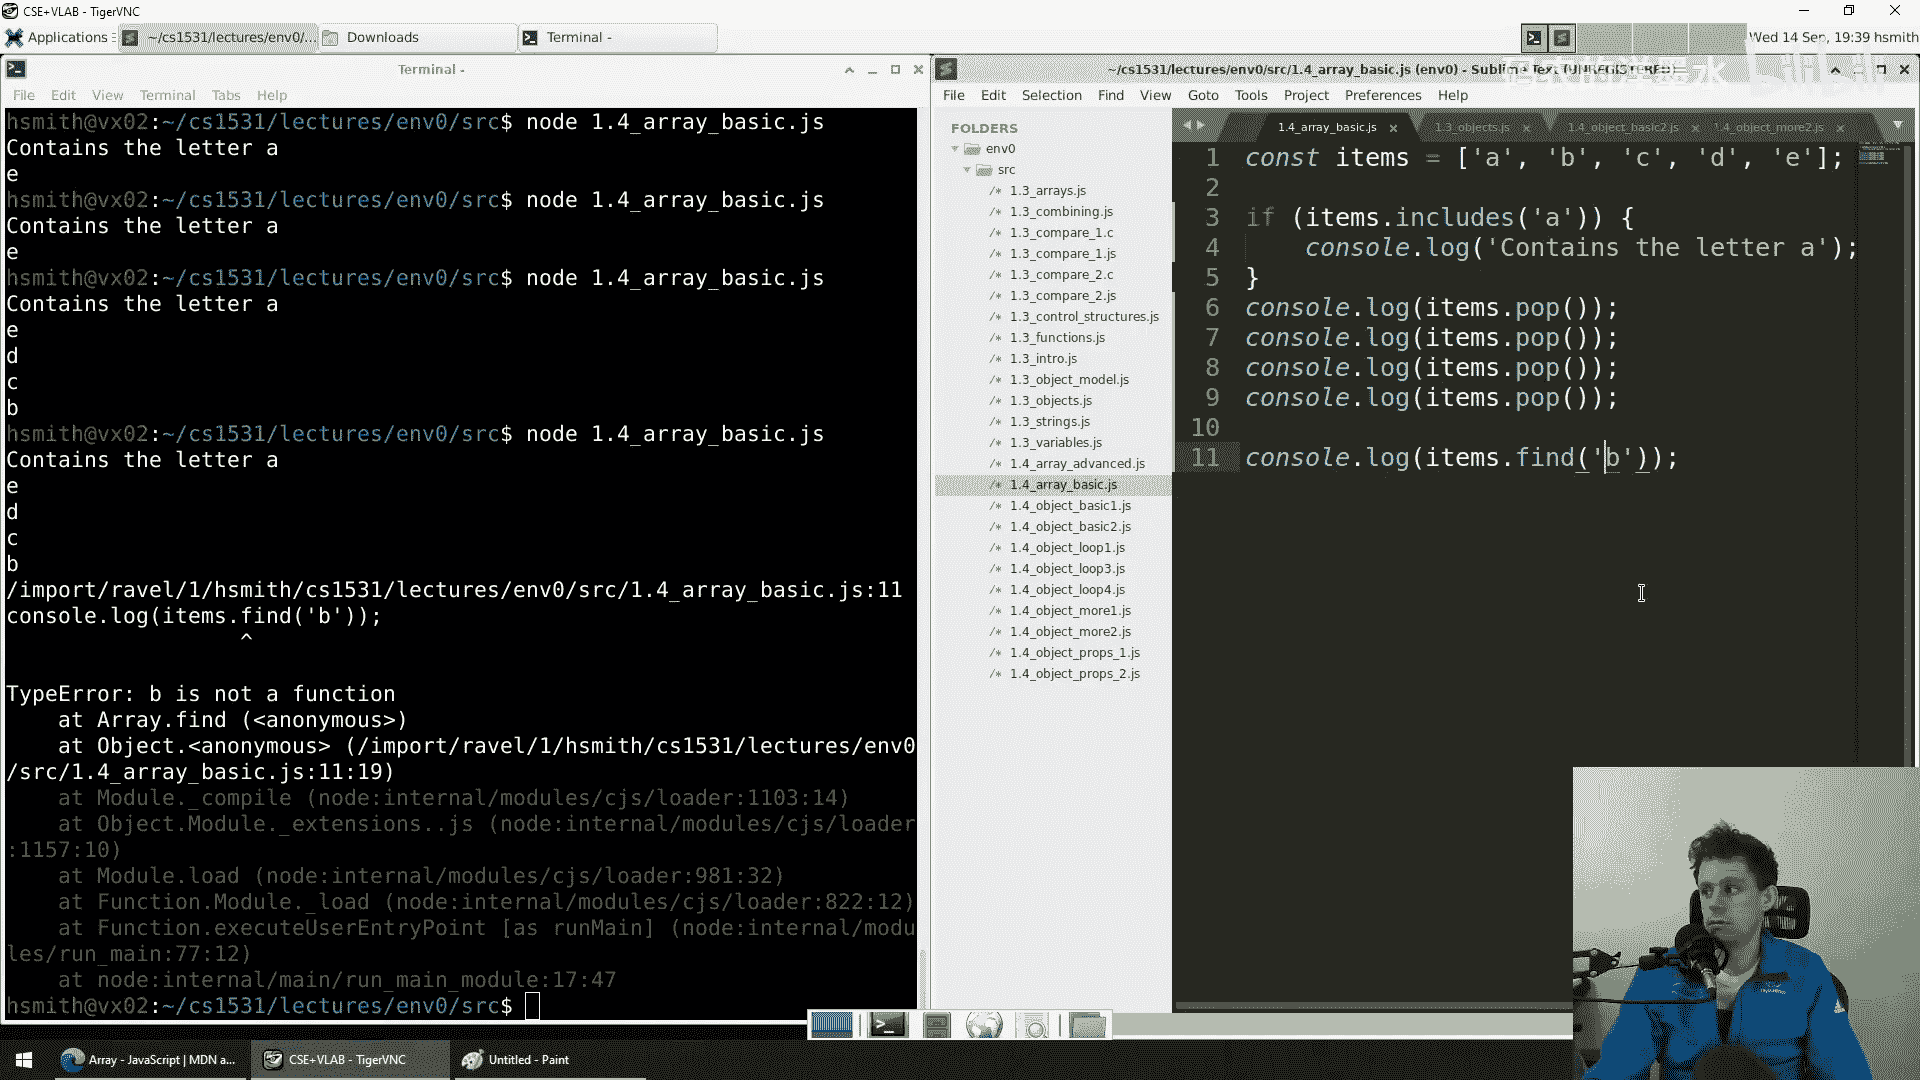 CSE+VLAB - TigerVNC
Applications
~/cs1531/lectures/env0/...
Downloads
Terminal -
Wed 14 Sep, 19:39 hsmith
Terminal -
File Edit View Terminal Tabs Help
hsmith@vx02:~/cs1531/lectures/env0/src$ node 1.4_array_basic.js
Contains the letter a
e
hsmith@vx02:~/cs1531/lectures/env0/src$ node 1.4_array_basic.js
Contains the letter a
e
hsmith@vx02:~/cs1531/lectures/env0/src$ node 1.4_array_basic.js
Contains the letter a
e
d
c
b
hsmith@vx02:~/cs1531/lectures/env0/src$ node 1.4_array_basic.js
Contains the letter a
e
d
c
b
/import/ravel/1/hsmith/cs1531/lectures/env0/src/1.4_array_basic.js:11
console.log(items.find('b'));
^
TypeError: b is not a function
at Array.find (<anonymous>)
at Object.<anonymous> (/import/ravel/1/hsmith/cs1531/lectures/env0
/src/1.4_array_basic.js:11:19)
at Module._compile (node:internal/modules/cjs/loader:1103:14)
at Object.Module._extensions..js (node:internal/modules/cjs/loader
:1157:10)
at Module.load (node:internal/modules/cjs/loader:981:32)
at Function.Module._load (node:internal/modules/cjs/loader:822:12)
at Function.executeUserEntryPoint [as runMain] (node:internal/modu
les/run_main:77:12)
at node:internal/main/run_main_module:17:47
hsmith@vx02:~/cs1531/lectures/env0/src$
~/cs1531/lectures/env0/src/1.4_array_basic.js (env0) - Sublime Text (UNREGISTERED)
File Edit Selection Find View Goto Tools Project Preferences Help
FOLDERS
env0
src
/* 1.3_arrays.js
/* 1.3_combining.js
/* 1.3_compare_1.c
/* 1.3_compare_1.js
/* 1.3_compare_2.c
/* 1.3_compare_2.js
/* 1.3_control_structures.js
/* 1.3_functions.js
/* 1.3_intro.js
/* 1.3_object_model.js
/* 1.3_objects.js
/* 1.3_strings.js
/* 1.3_variables.js
/* 1.4_array_advanced.js
/* 1.4_array_basic.js
/* 1.4_object_basic1.js
/* 1.4_object_basic2.js
/* 1.4_object_loop1.js
/* 1.4_object_loop3.js
/* 1.4_object_loop4.js
/* 1.4_object_more1.js
/* 1.4_object_more2.js
/* 1.4_object_props_1.js
/* 1.4_object_props_2.js
1.4_array_basic.js 1.3_objects.js 1.4_object_basic2.js 1.4_object_more2.js
1 const items = ['a', 'b', 'c', 'd', 'e'];
2
3 if (items.includes('a')) {
4 console.log('Contains the letter a');
5 }
6 console.log(items.pop());
7 console.log(items.pop());
8 console.log(items.pop());
9 console.log(items.pop());
10
11 console.log(items.find('b'));
Array - JavaScript | MDN a...
CSE+VLAB - TigerVNC
Untitled - Paint